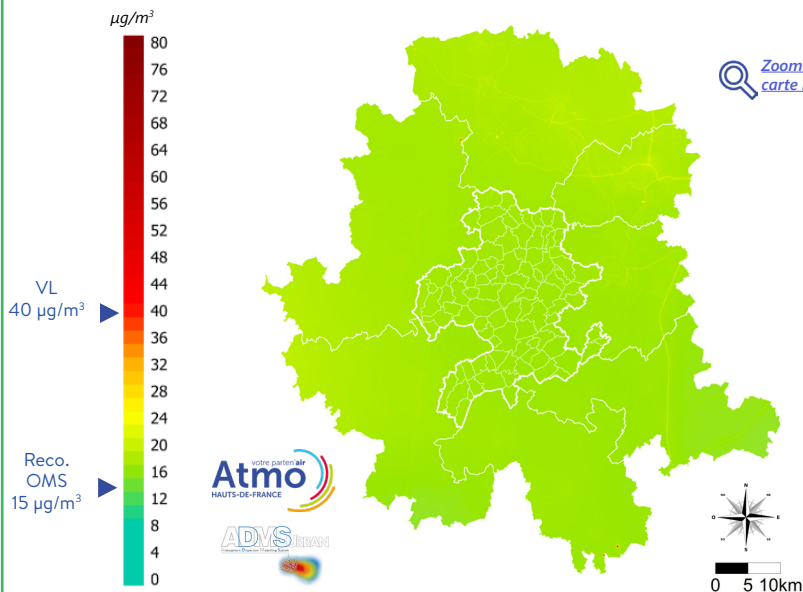 µg/m³
80
76
72
68
64
60
56
52
48
44
40
36
32
28
24
20
16
12
8
4
0
VL
40 µg/m³
Reco.
OMS
15 µg/m³
Zoom
carte
votre parten'air
Atmo
HAUTS-DE-FRANCE
ADMS URBAN
N
O
E
S
0 5 10km